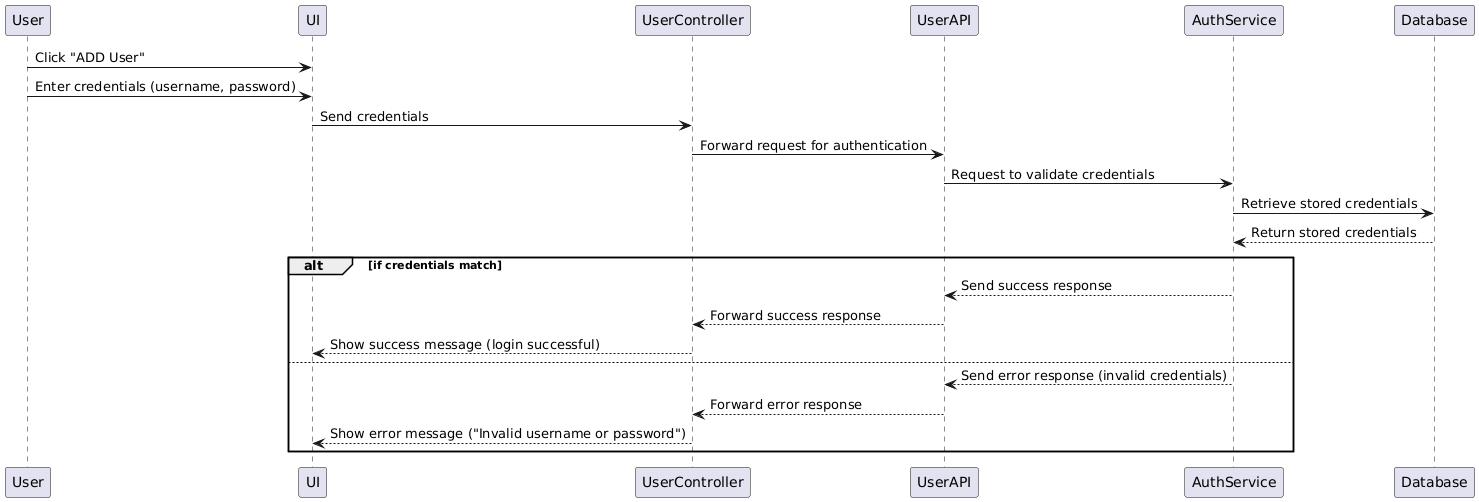 User UI UserController UserAPI AuthService Database
Click "ADD User"
Enter credentials (username, password)
Send credentials
Forward request for authentication
Request to validate credentials
Retrieve stored credentials
Return stored credentials
alt [if credentials match]
Send success response
Forward success response
Show success message (login successful)
Send error response (invalid credentials)
Forward error response
Show error message ("Invalid username or password")
User UI UserController UserAPI AuthService Database